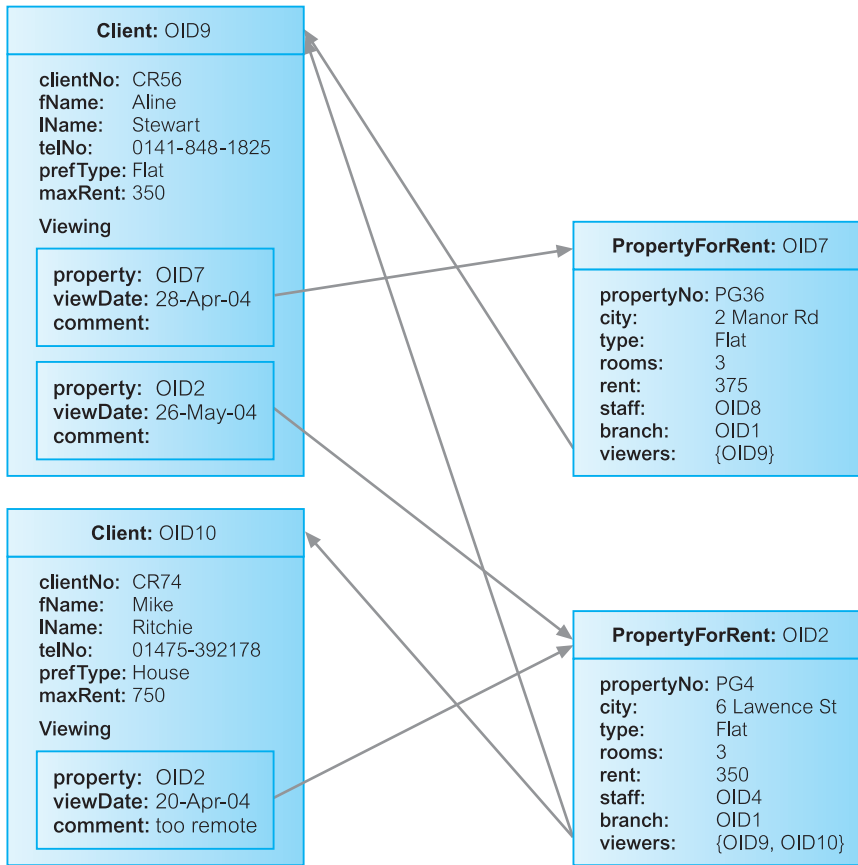 Client: OID9
clientNo: CR56
fName: Aline
lName: Stewart
telNo: 0141-848-1825
prefType: Flat
maxRent: 350
Viewing
property: OID7
viewDate: 28-Apr-04
comment:
property: OID2
viewDate: 26-May-04
comment:
Client: OID10
clientNo: CR74
fName: Mike
lName: Ritchie
telNo: 01475-392178
prefType: House
maxRent: 750
Viewing
property: OID2
viewDate: 20-Apr-04
comment: too remote
PropertyForRent: OID7
propertyNo: PG36
city: 2 Manor Rd
type: Flat
rooms: 3
rent: 375
staff: OID8
branch: OID1
viewers: {OID9}
PropertyForRent: OID2
propertyNo: PG4
city: 6 Lawence St
type: Flat
rooms: 3
rent: 350
staff: OID4
branch: OID1
viewers: {OID9, OID10}